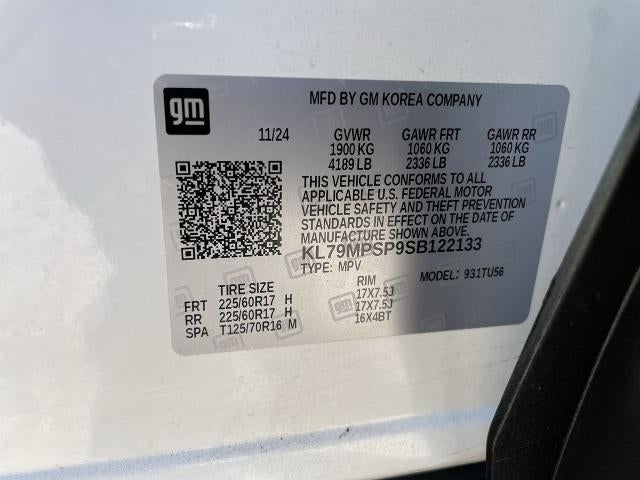 gm
MFD BY GM KOREA COMPANY
11/24 GVWR GAWR FRT GAWR RR
1900 KG 1060 KG 1060 KG
4189 LB 2336 LB 2336 LB
THIS VEHICLE CONFORMS TO ALL
APPLICABLE U.S. FEDERAL MOTOR
VEHICLE SAFETY AND THEFT PREVENTION
STANDARDS IN EFFECT ON THE DATE OF
MANUFACTURE SHOWN ABOVE.
KL79MPSP9SB122133
TYPE: MPV MODEL: 931TU56
TIRE SIZE RIM
FRT 225/60R17 H 17X7.5J
RR 225/60R17 H 17X7.5J
SPA T125/70R16 M 16X4BT